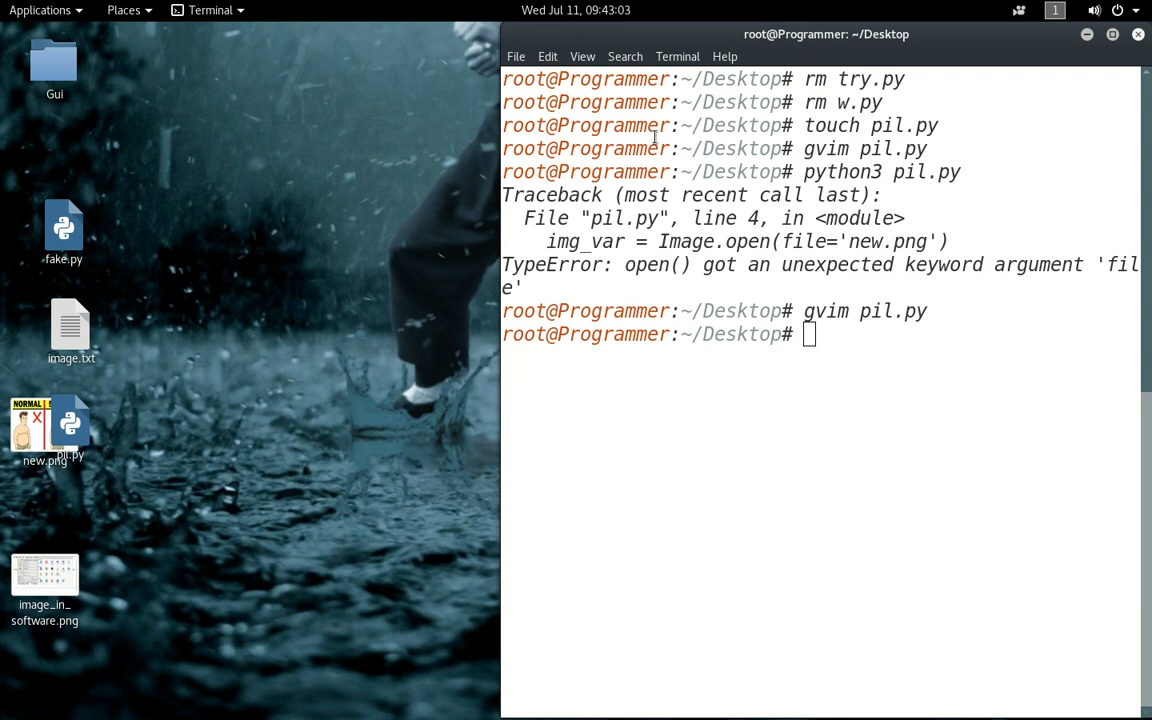 Applications Places Terminal Wed Jul 11, 09:43:03 1
root@Programmer: ~/Desktop
File Edit View Search Terminal Help
root@Programmer:~/Desktop# rm try.py
root@Programmer:~/Desktop# rm w.py
root@Programmer:~/Desktop# touch pil.py
root@Programmer:~/Desktop# gvim pil.py
root@Programmer:~/Desktop# python3 pil.py
Traceback (most recent call last):
  File "pil.py", line 4, in <module>
    img_var = Image.open(file='new.png')
TypeError: open() got an unexpected keyword argument 'fil
e'
root@Programmer:~/Desktop# gvim pil.py
root@Programmer:~/Desktop#
Gui
fake.py
image.txt
NORMAL
new.png
pil.py
image_in_
software.png